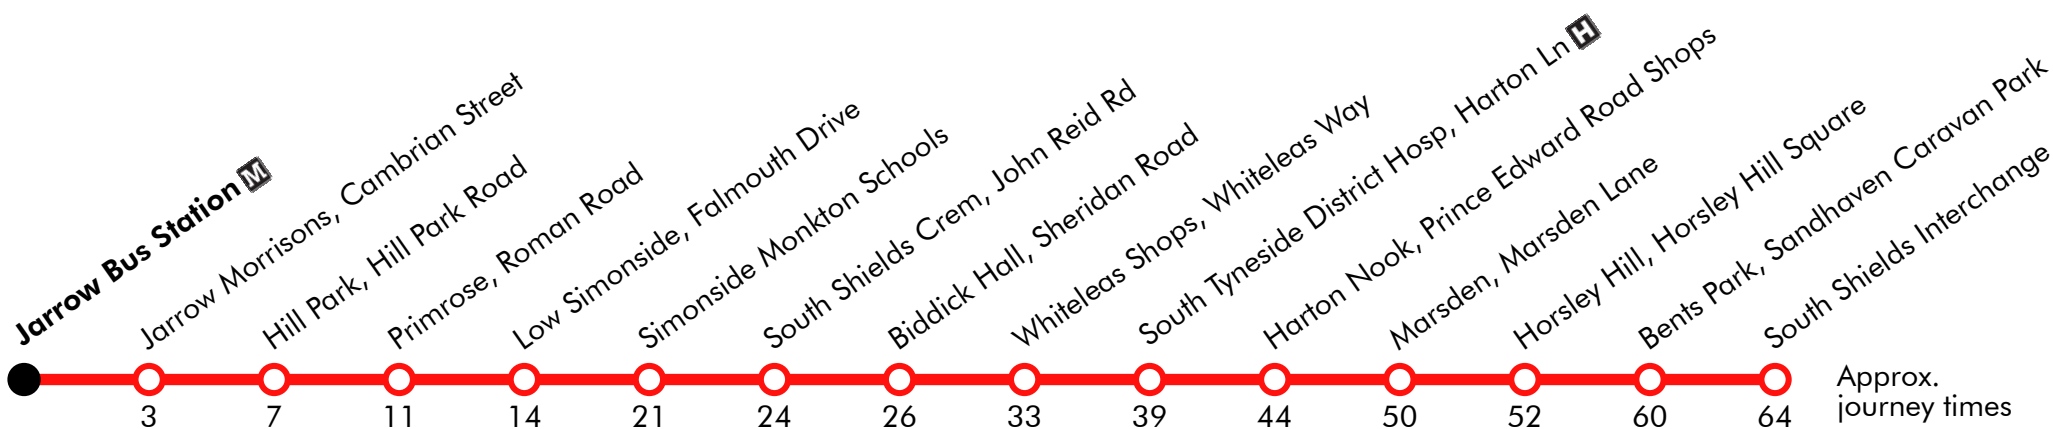 Jarrow Bus Station M
Jarrow Morrisons, Cambrian Street
Hill Park, Hill Park Road
Primrose, Roman Road
Low Simonside, Falmouth Drive
Simonside Monkton Schools
South Shields Crem, John Reid Rd
Biddick Hall, Sheridan Road
Whiteleas Shops, Whiteleas Way
South Tyneside District Hosp, Harton Ln H
Harton Nook, Prince Edward Road Shops
Marsden, Marsden Lane
Horsley Hill, Horsley Hill Square
Bents Park, Sandhaven Caravan Park
South Shields Interchange
3 7 11 14 21 24 26 33 39 44 50 52 60 64
Approx.
journey times